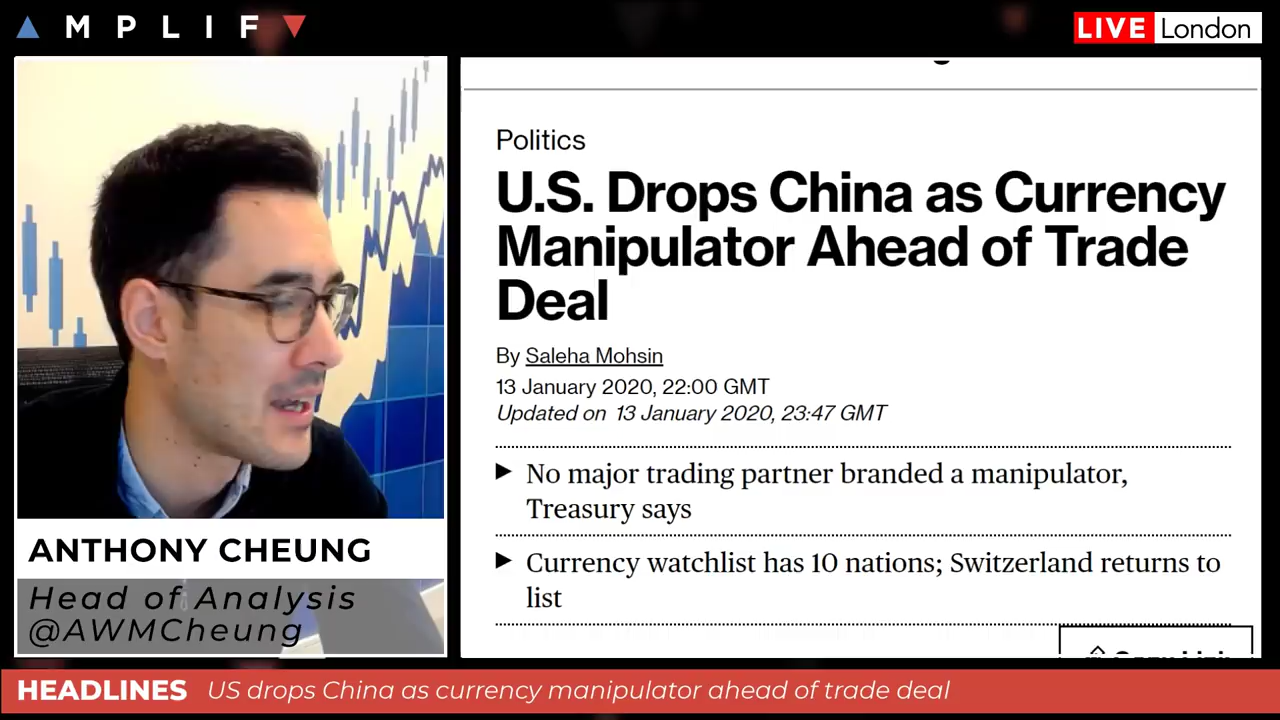 AMPLIFY
LIVE London
Politics
U.S. Drops China as Currency
Manipulator Ahead of Trade
Deal
By Saleha Mohsin
13 January 2020, 22:00 GMT
Updated on 13 January 2020, 23:47 GMT
No major trading partner branded a manipulator,
Treasury says
Currency watchlist has 10 nations; Switzerland returns to
list
ANTHONY CHEUNG
Head of Analysis
@AWMCheung
HEADLINES US drops China as currency manipulator ahead of trade deal